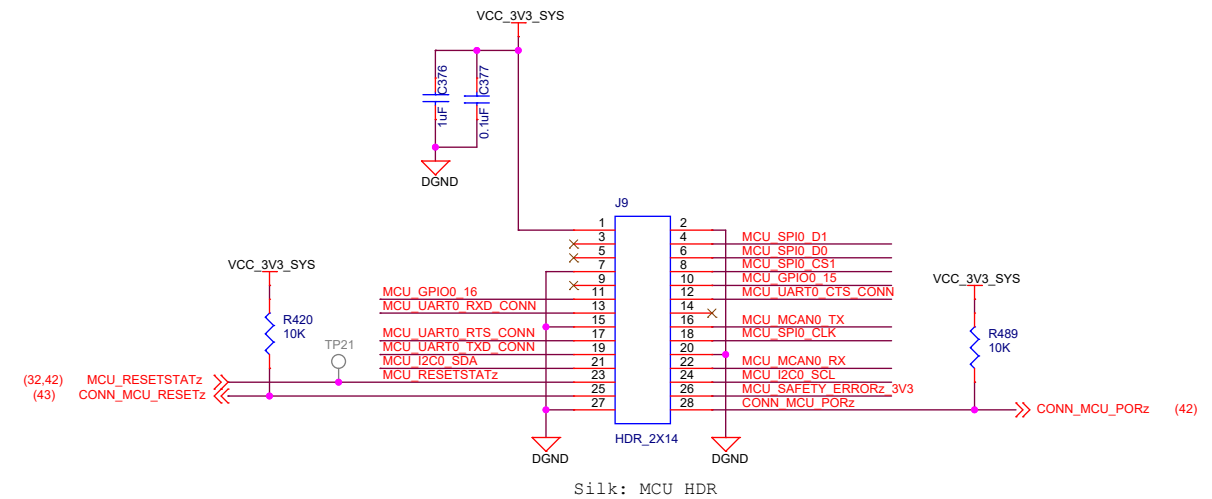 VCC_3V3_SYS
C376
1uF
C377
0.1uF
DGND
J9
1 2
3 4 MCU_SPI0_D1
5 6 MCU_SPI0_D0
7 8 MCU_SPI0_CS1
9 10 MCU_GPIO0_15
MCU_GPIO0_16 11 12 MCU_UART0_CTS_CONN
MCU_UART0_RXD_CONN 13 14
15 16 MCU_MCAN0_TX
MCU_UART0_RTS_CONN 17 18 MCU_SPI0_CLK
MCU_UART0_TXD_CONN 19 20
MCU_I2C0_SDA 21 22 MCU_MCAN0_RX
MCU_RESETSTATz 23 24 MCU_I2C0_SCL
25 26 MCU_SAFETY_ERRORz_3V3
27 28 CONN_MCU_PORz
HDR_2X14
VCC_3V3_SYS
R420
10K
TP21
(32,42) MCU_RESETSTATz
(43) CONN_MCU_RESETz
VCC_3V3_SYS
R489
10K
CONN_MCU_PORz (42)
DGND
DGND
Silk: MCU HDR